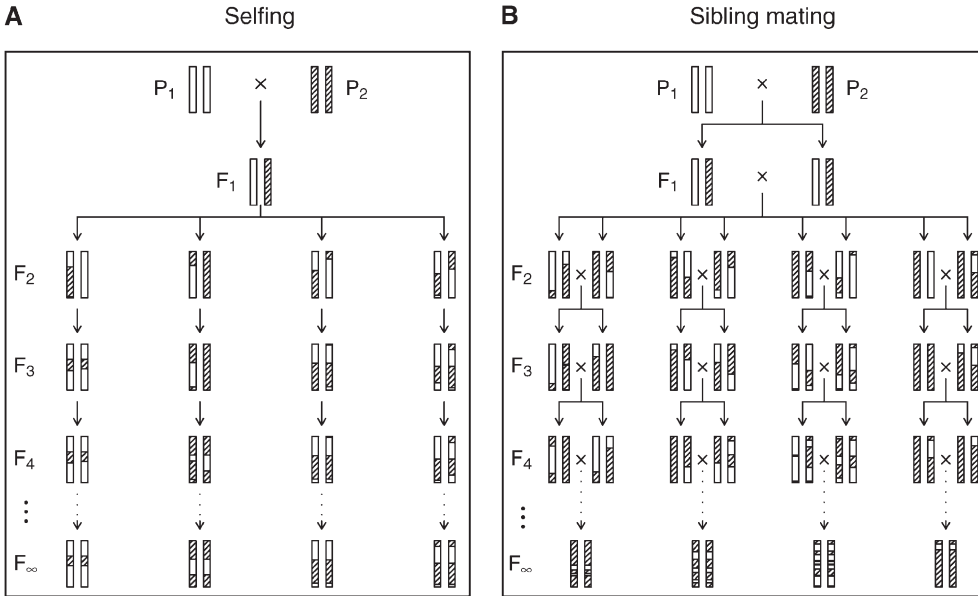 A Selfing
P₁ × P₂
F₁
F₂
F₃
F₄
⋮
F∞
B Sibling mating
P₁ × P₂
F₁ ×
F₂ × × × ×
F₃ × × × ×
F₄ × × × ×
⋮
F∞